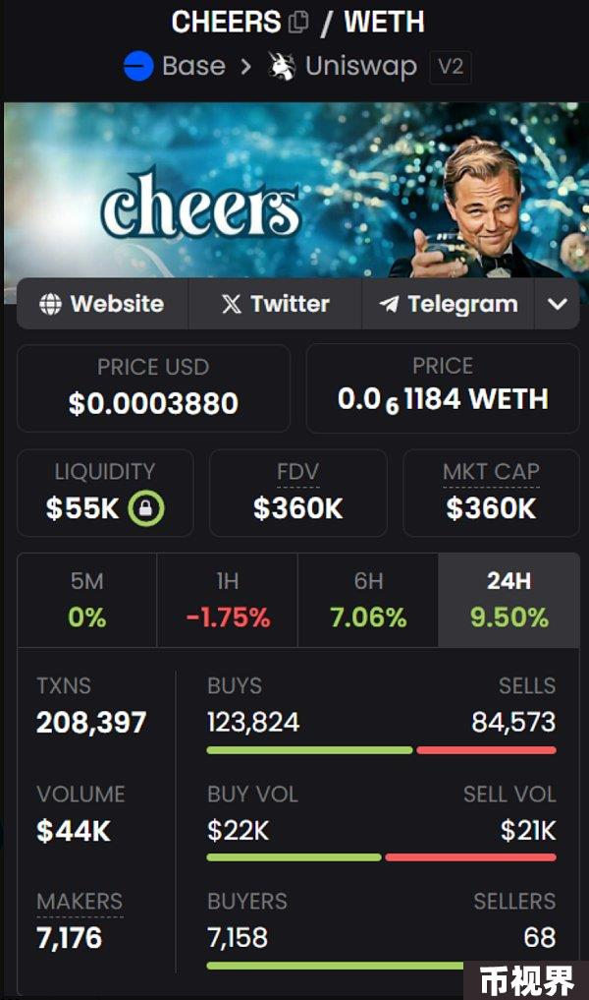 CHEERS / WETH
Base > Uniswap V2
cheers
Website Twitter Telegram
PRICE USD PRICE
$0.0003880 0.0₆1184 WETH
LIQUIDITY FDV MKT CAP
$55K $360K $360K
5M 1H 6H 24H
0% -1.75% 7.06% 9.50%
TXNS BUYS SELLS
208,397 123,824 84,573
VOLUME BUY VOL SELL VOL
$44K $22K $21K
MAKERS BUYERS SELLERS
7,176 7,158 68
币视界